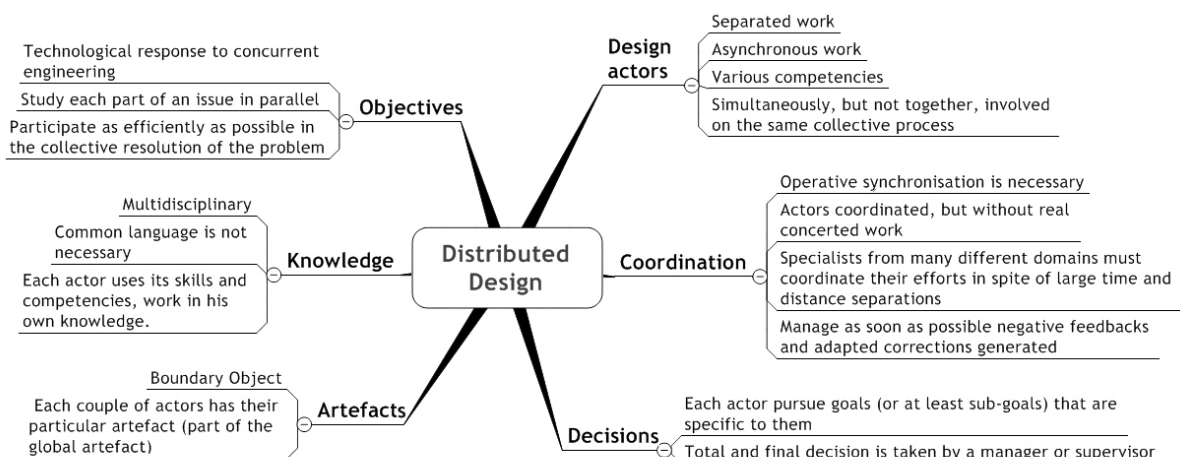 Distributed
Design
Objectives
Technological response to concurrent
engineering
Study each part of an issue in parallel
Participate as efficiently as possible in
the collective resolution of the problem
Knowledge
Multidisciplinary
Common language is not
necessary
Each actor uses its skills and
competencies, work in his
own knowledge.
Artefacts
Boundary Object
Each couple of actors has their
particular artefact (part of the
global artefact)
Design
actors
Separated work
Asynchronous work
Various competencies
Simultaneously, but not together, involved
on the same collective process
Coordination
Operative synchronisation is necessary
Actors coordinated, but without real
concerted work
Specialists from many different domains must
coordinate their efforts in spite of large time and
distance separations
Manage as soon as possible negative feedbacks
and adapted corrections generated
Decisions
Each actor pursue goals (or at least sub-goals) that are
specific to them
Total and final decision is taken by a manager or supervisor